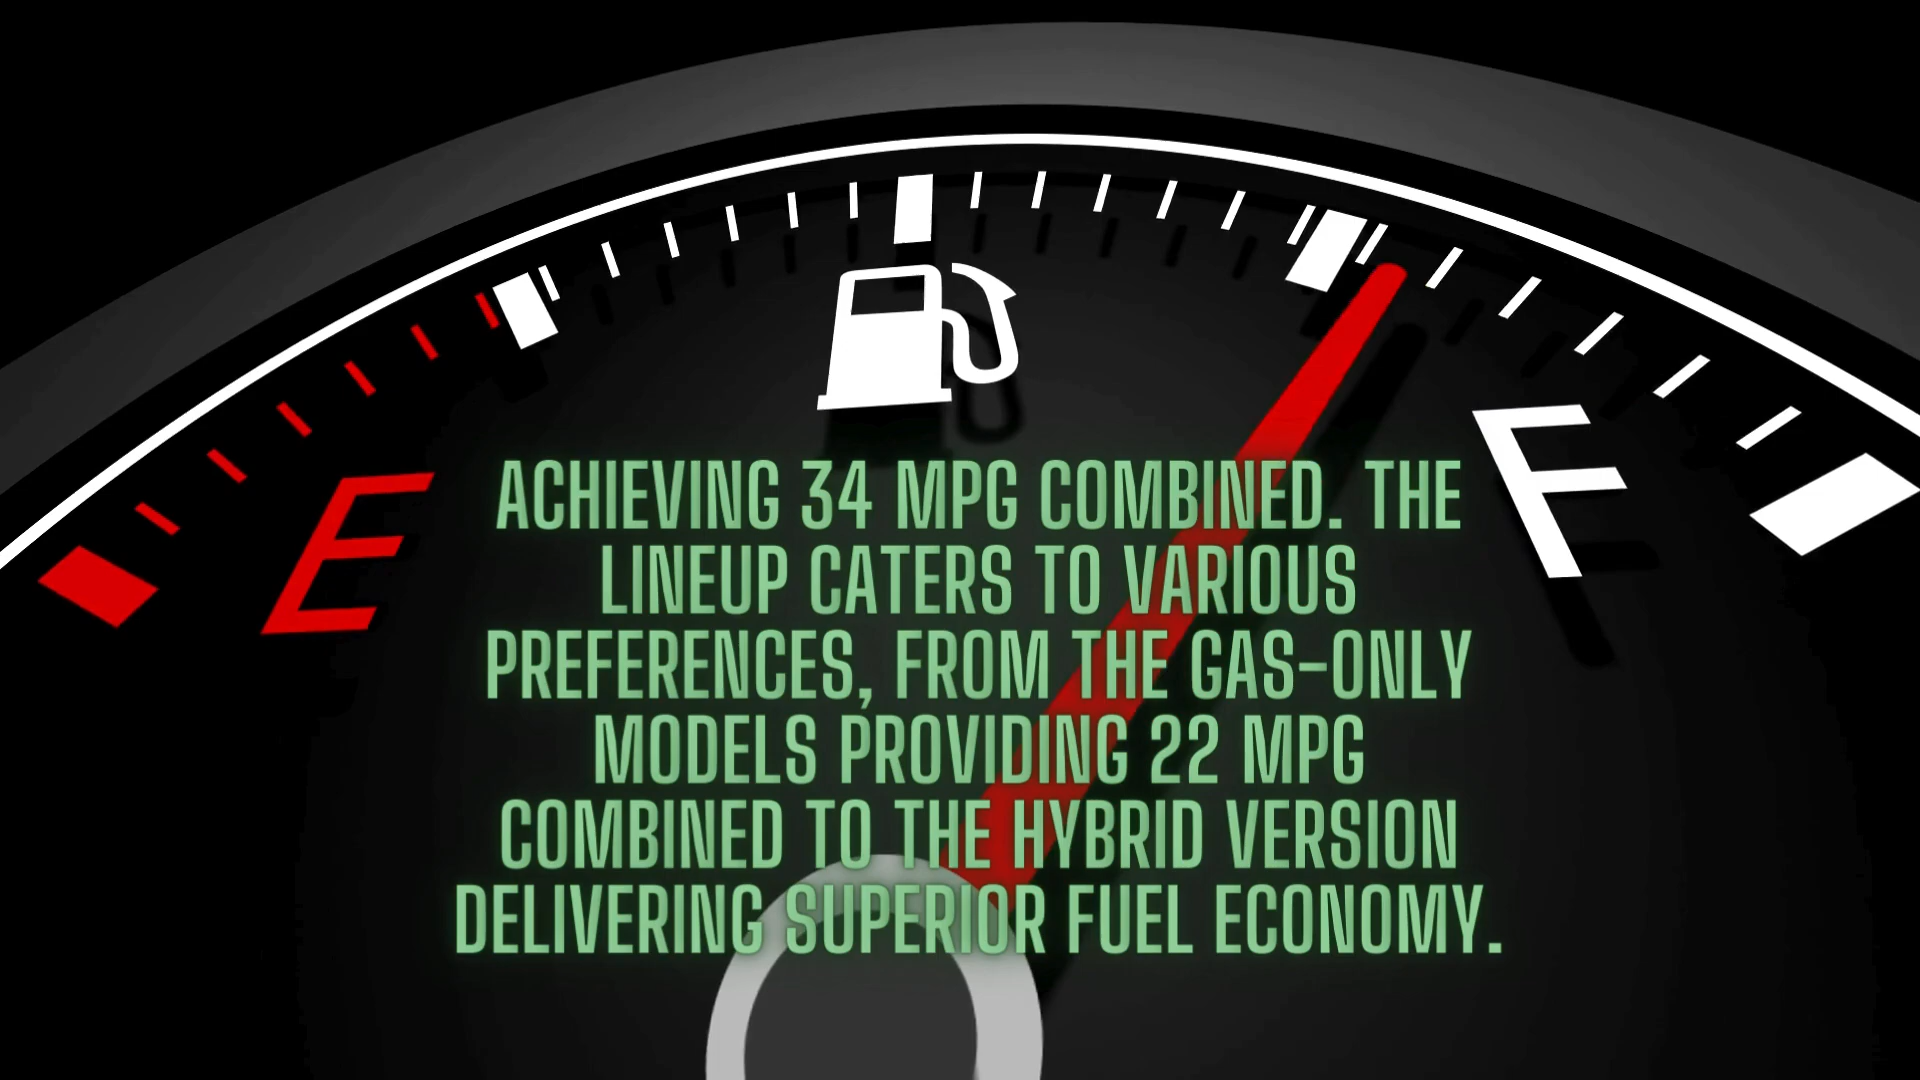 E
F
ACHIEVING 34 MPG COMBINED. THE
LINEUP CATERS TO VARIOUS
PREFERENCES, FROM THE GAS-ONLY
MODELS PROVIDING 22 MPG
COMBINED TO THE HYBRID VERSION
DELIVERING SUPERIOR FUEL ECONOMY.